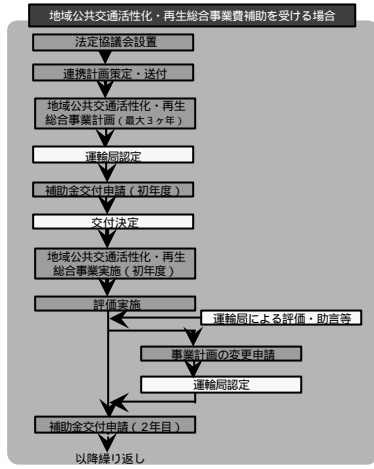 地域公共交通活性化・再生総合事業費補助を受ける場合
法定協議会設置
連携計画策定・送付
地域公共交通活性化・再生
総合事業計画(最大3ヶ年)
運輸局認定
補助金交付申請(初年度)
交付決定
地域公共交通活性化・再生
総合事業実施(初年度)
評価実施
運輸局による評価・助言等
事業計画の変更申請
運輸局認定
補助金交付申請(2年目)
以降繰り返し